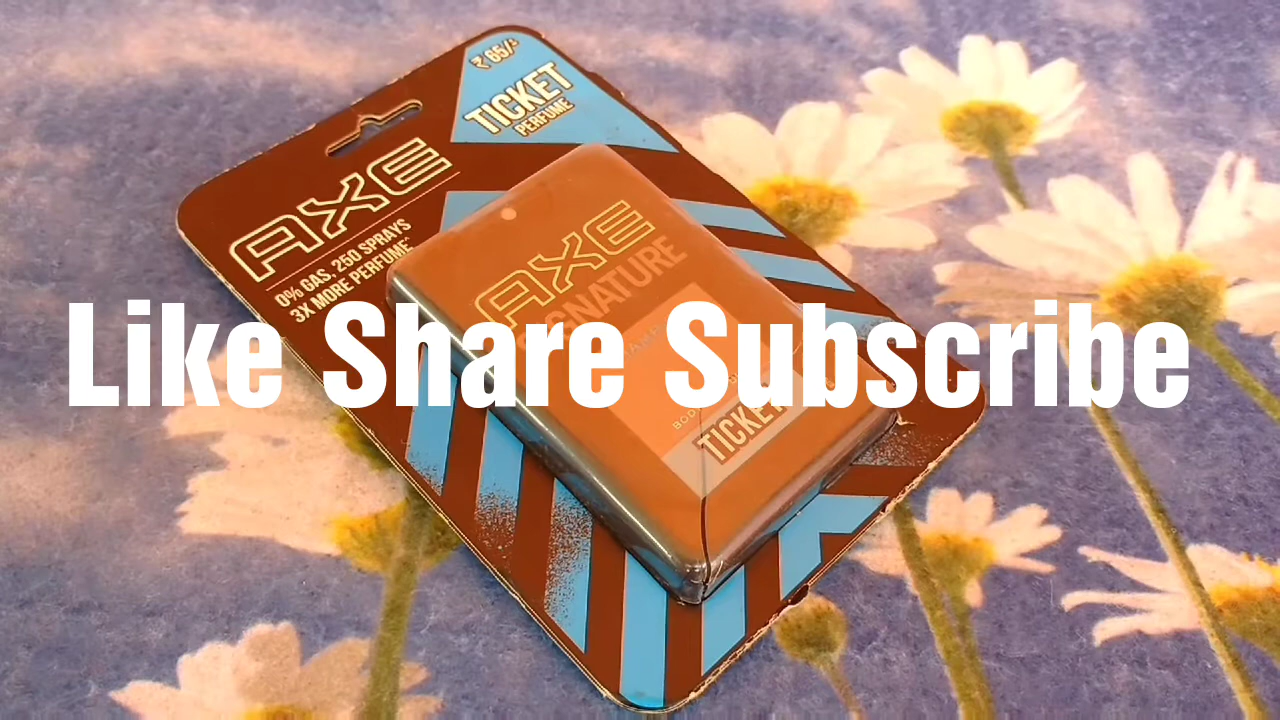 ₹ 65/-
TICKET
PERFUME
AXE
0% GAS, 250 SPRAYS
3X MORE PERFUME^
AXE
Like Share Subscribe
TICKET